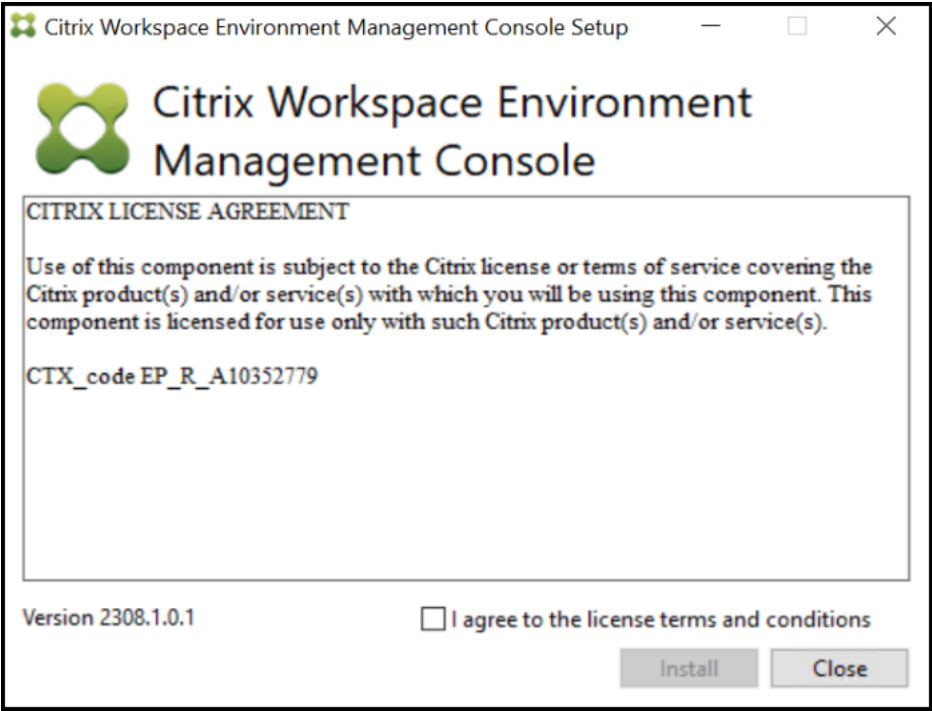 Citrix Workspace Environment Management Console Setup
Citrix Workspace Environment
Management Console
CITRIX LICENSE AGREEMENT
Use of this component is subject to the Citrix license or terms of service covering the
Citrix product(s) and/or service(s) with which you will be using this component. This
component is licensed for use only with such Citrix product(s) and/or service(s).
CTX_code EP_R_A10352779
Version 2308.1.0.1
I agree to the license terms and conditions
Install
Close